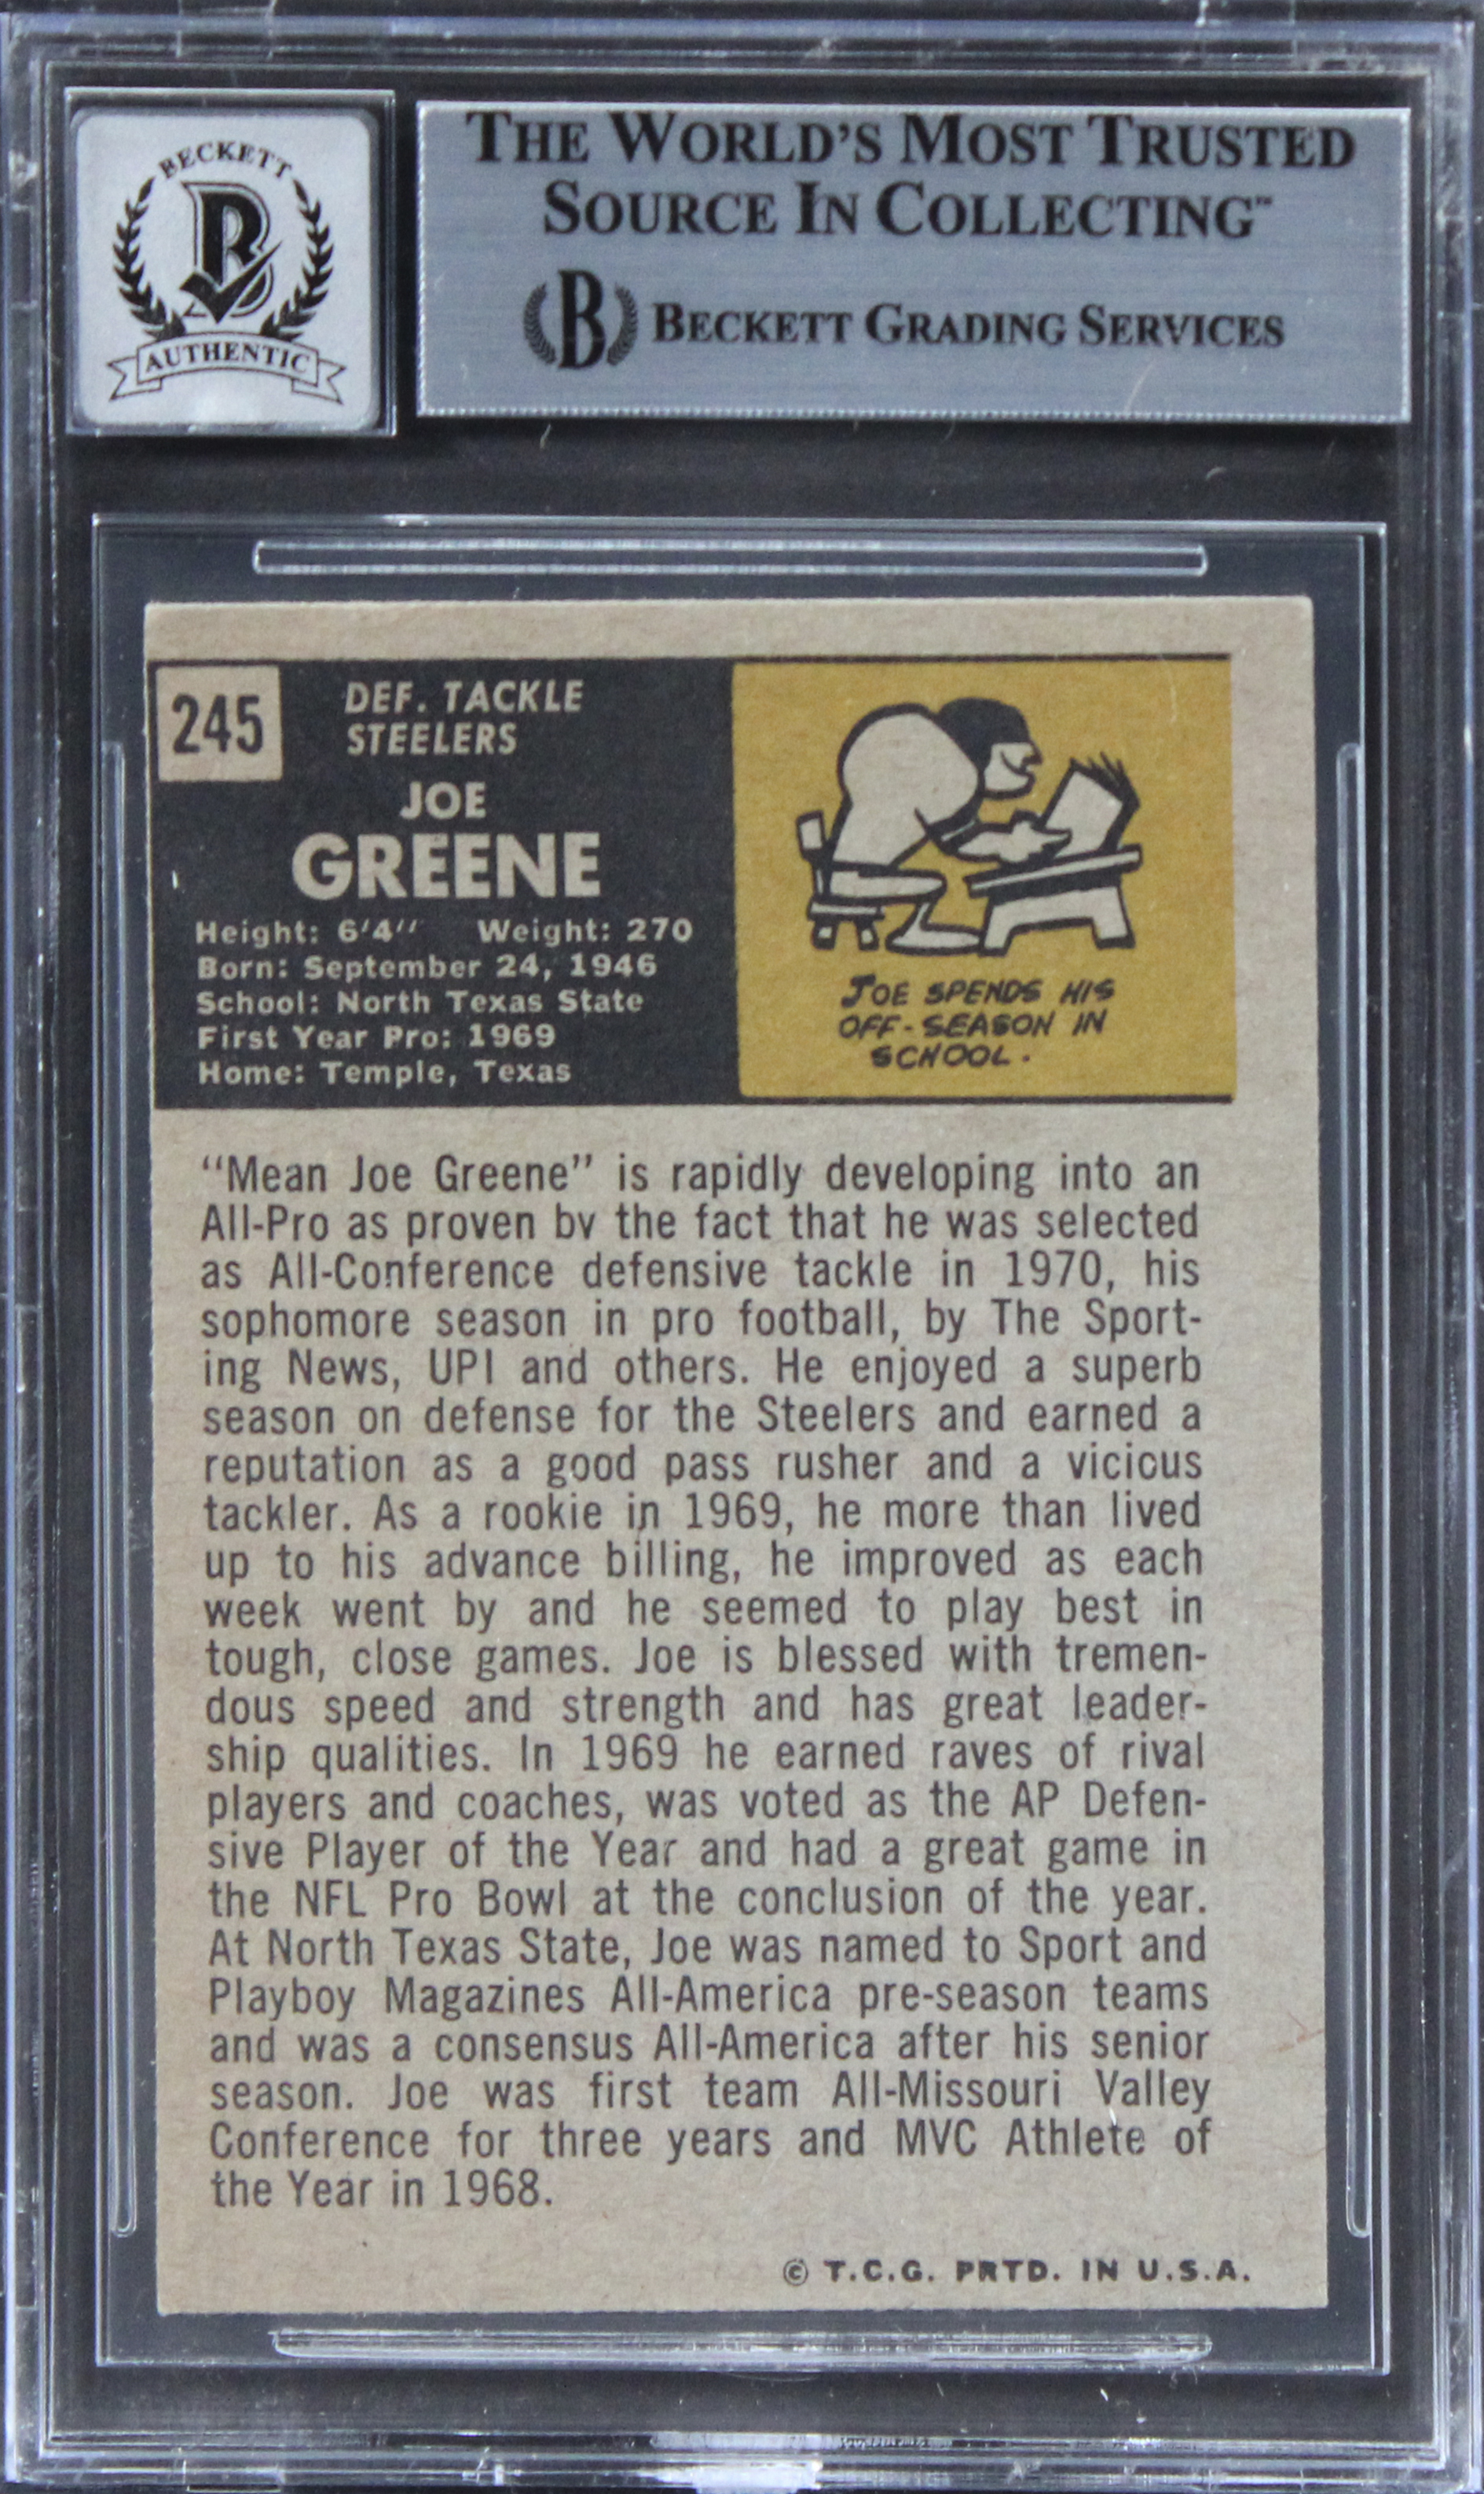 BECKETT
AUTHENTIC
THE WORLD'S MOST TRUSTED
SOURCE IN COLLECTING™
BECKETT GRADING SERVICES
245
DEF. TACKLE
STEELERS
JOE
GREENE
Height: 6'4" Weight: 270
Born: September 24, 1946
School: North Texas State
First Year Pro: 1969
Home: Temple, Texas
JOE SPENDS HIS
OFF-SEASON IN
SCHOOL.
"Mean Joe Greene" is rapidly developing into an
All-Pro as proven by the fact that he was selected
as All-Conference defensive tackle in 1970, his
sophomore season in pro football, by The Sport-
ing News, UPI and others. He enjoyed a superb
season on defense for the Steelers and earned a
reputation as a good pass rusher and a vicious
tackler. As a rookie in 1969, he more than lived
up to his advance billing, he improved as each
week went by and he seemed to play best in
tough, close games. Joe is blessed with tremen-
dous speed and strength and has great leader-
ship qualities. In 1969 he earned raves of rival
players and coaches, was voted as the AP Defen-
sive Player of the Year and had a great game in
the NFL Pro Bowl at the conclusion of the year.
At North Texas State, Joe was named to Sport and
Playboy Magazines All-America pre-season teams
and was a consensus All-America after his senior
season. Joe was first team All-Missouri Valley
Conference for three years and MVC Athlete of
the Year in 1968.
© T.C.G. PRTD. IN U.S.A.